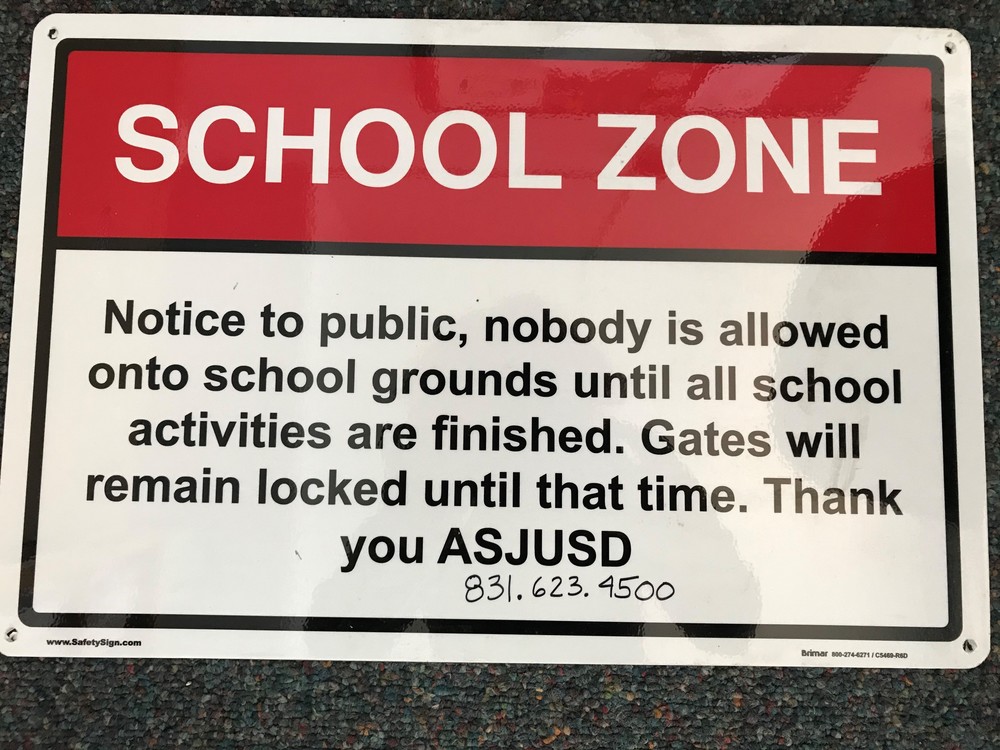 SCHOOL ZONE
Notice to public, nobody is allowed
onto school grounds until all school
activities are finished. Gates will
remain locked until that time. Thank
you ASJUSD
831.623.4500
www.SafetySign.com
Brimar 800-274-6271 / C5469-R6D